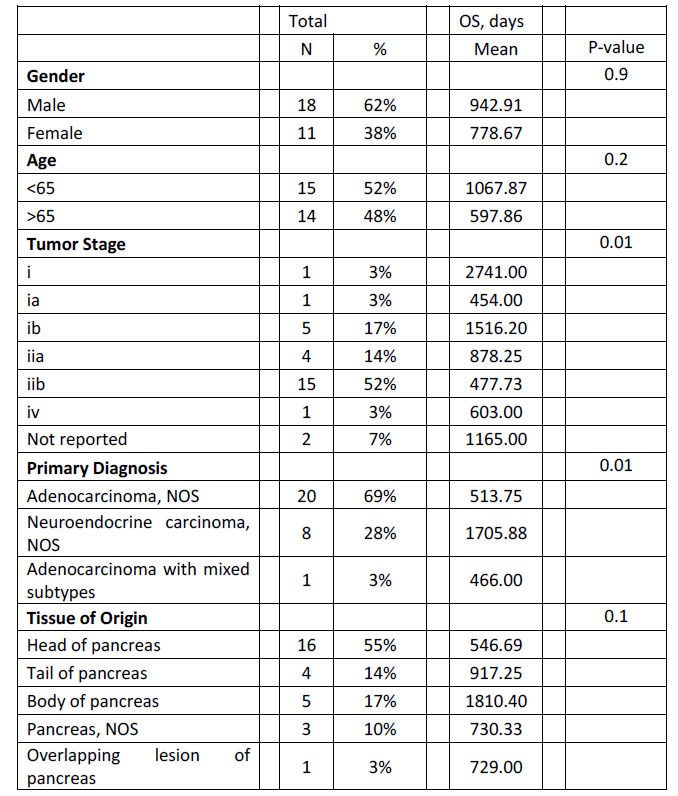 Total OS, days
N % Mean P-value
Gender 0.9
Male 18 62% 942.91
Female 11 38% 778.67
Age 0.2
<65 15 52% 1067.87
>65 14 48% 597.86
Tumor Stage 0.01
i 1 3% 2741.00
ia 1 3% 454.00
ib 5 17% 1516.20
iia 4 14% 878.25
iib 15 52% 477.73
iv 1 3% 603.00
Not reported 2 7% 1165.00
Primary Diagnosis 0.01
Adenocarcinoma, NOS 20 69% 513.75
Neuroendocrine carcinoma,
NOS 8 28% 1705.88
Adenocarcinoma with mixed
subtypes 1 3% 466.00
Tissue of Origin 0.1
Head of pancreas 16 55% 546.69
Tail of pancreas 4 14% 917.25
Body of pancreas 5 17% 1810.40
Pancreas, NOS 3 10% 730.33
Overlapping lesion of
pancreas 1 3% 729.00